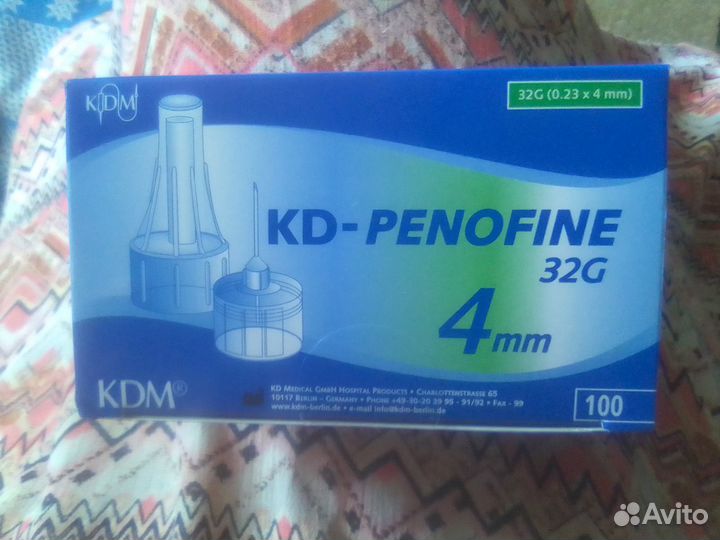 KDM
32G (0.23 x 4 mm)
KD-PENOFINE
32G
4 mm
KDM®
KD Medical GmbH Hospital Products • Charlottenstrasse 65
10117 Berlin – Germany • Phone +49-30-20 39 95 - 91/92 • Fax - 99
www.kdm-berlin.de • e-mail info@kdm-berlin.de
100
Avito